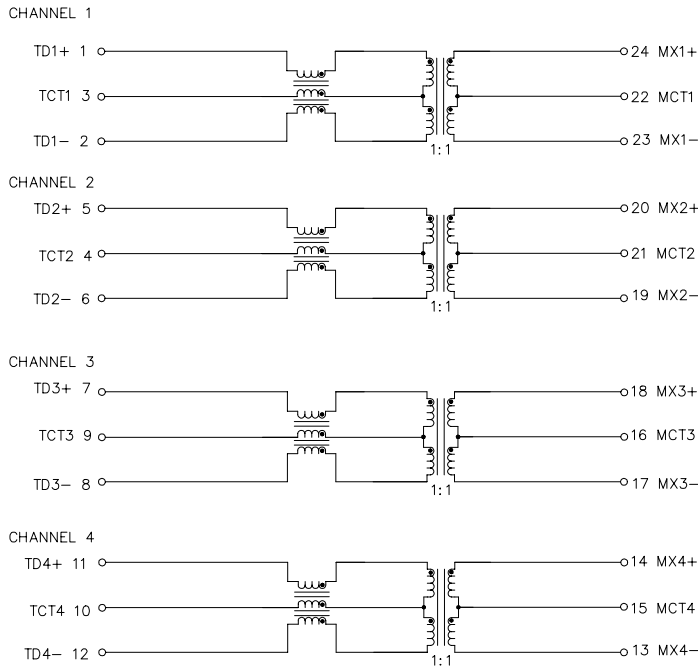 CHANNEL 1
TD1+ 1 24 MX1+
TCT1 3 22 MCT1
TD1− 2 23 MX1−
1:1
CHANNEL 2
TD2+ 5 20 MX2+
TCT2 4 21 MCT2
TD2− 6 19 MX2−
1:1
CHANNEL 3
TD3+ 7 18 MX3+
TCT3 9 16 MCT3
TD3− 8 17 MX3−
1:1
CHANNEL 4
TD4+ 11 14 MX4+
TCT4 10 15 MCT4
TD4− 12 13 MX4−
1:1